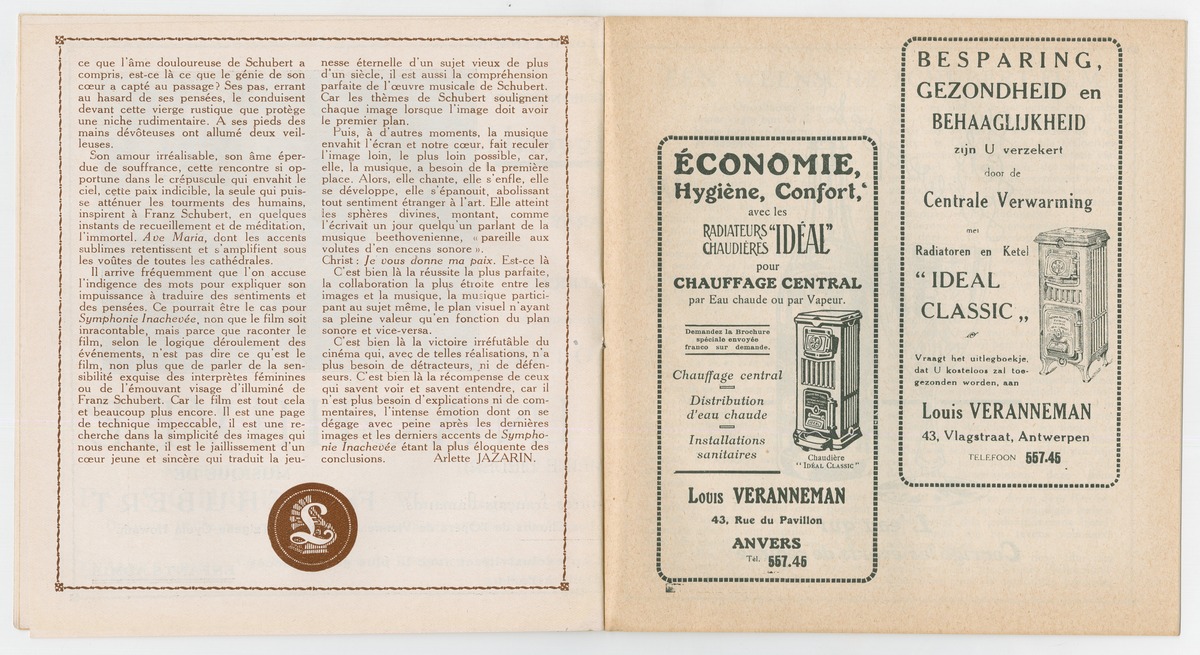 ce que l'âme douloureuse de Schubert a
compris, est-ce là ce que le génie de son
cœur a capté au passage? Ses pas, errant
au hasard de ses pensées, le conduisent
devant cette vierge rustique que protège
une niche rudimentaire. A ses pieds des
mains dévôteuses ont allumé deux veil-
leuses.
Son amour irréalisable, son âme éper-
due de souffrance, cette rencontre si op-
portune dans le crépuscule qui envahit le
ciel, cette paix indicible, la seule qui puis-
se atténuer les tourments des humains,
inspirent à Franz Schubert, en quelques
instants de recueillement et de méditation,
l'immortel. Ave Maria, dont les accents
sublimes retentissent et s'amplifient sous
les voûtes de toutes les cathédrales.
Il arrive fréquemment que l'on accuse
l'indigence des mots pour expliquer son
impuissance à traduire des sentiments et
des pensées. Ce pourrait être le cas pour
Symphonie Inachevée, non que le film soit
inracontable, mais parce que raconter le
film, selon le logique déroulement des
événements, n'est pas dire ce qu'est le
film, non plus que de parler de la sen-
sibilité exquise des interprètes féminines
ou de l'émouvant visage d'illuminé de
Franz Schubert. Car le film est tout cela
et beaucoup plus encore. Il est une page
de technique impeccable, il est une re-
cherche dans la simplicité des images qui
nous enchante, il est le jaillissement d'un
cœur jeune et sincère qui traduit la jeu-
nesse éternelle d'un sujet vieux de plus
d'un siècle, il est aussi la compréhension
parfaite de l'œuvre musicale de Schubert.
Car les thèmes de Schubert soulignent
chaque image lorsque l'image doit avoir
le premier plan.
Puis, à d'autres moments, la musique
envahit l'écran et notre cœur, fait reculer
l'image loin, le plus loin possible, car,
elle, la musique, a besoin de la première
place. Alors, elle chante, elle s'enfle, elle
se développe, elle s'épanouit, abolissant
tout sentiment étranger à l'art. Elle atteint
les sphères divines, montant, comme
l'écrivait un jour quelqu'un parlant de la
musique beethovenienne, « pareille aux
volutes d'en encens sonore ».
Christ : Je vous donne ma paix. Est-ce là
C'est bien là la réussite la plus parfaite,
la collaboration la plus étroite entre les
images et la musique, la musique partici-
pant au sujet même, le plan visuel n'ayant
sa pleine valeur qu'en fonction du plan
sonore et vice-versa.
C'est bien là la victoire irréfutable du
cinéma qui, avec de telles réalisations, n'a
plus besoin de détracteurs, ni de défen-
seurs. C'est bien là la récompense de ceux
qui savent voir et savent entendre, car il
n'est plus besoin d'explications ni de com-
mentaires, l'intense émotion dont on se
dégage avec peine après les dernières
images et les derniers accents de Sympho-
nie Inachevée étant la plus éloquente des
conclusions. Arlette JAZARIN.
L
ÉCONOMIE,
Hygiène, Confort,
avec les
RADIATEURS
CHAUDIÈRES "IDÉAL"
pour
CHAUFFAGE CENTRAL
par Eau chaude ou par Vapeur.
Demandez la Brochure
spéciale envoyée
franco sur demande.
Chauffage central
Distribution
d'eau chaude
Installations
sanitaires
Chaudière
"IDÉAL CLASSIC"
Louis VERANNEMAN
43, Rue du Pavillon
ANVERS
Tél. 557.45
BESPARING,
GEZONDHEID en
BEHAAGLIJKHEID
zijn U verzekert
door de
Centrale Verwarming
met
Radiatoren en Ketel
"IDEAL
CLASSIC„
Vraagt het uitlegboekje,
dat U kosteloos zal toe-
gezonden worden, aan
Louis VERANNEMAN
43, Vlagstraat, Antwerpen
TELEFOON 557.45